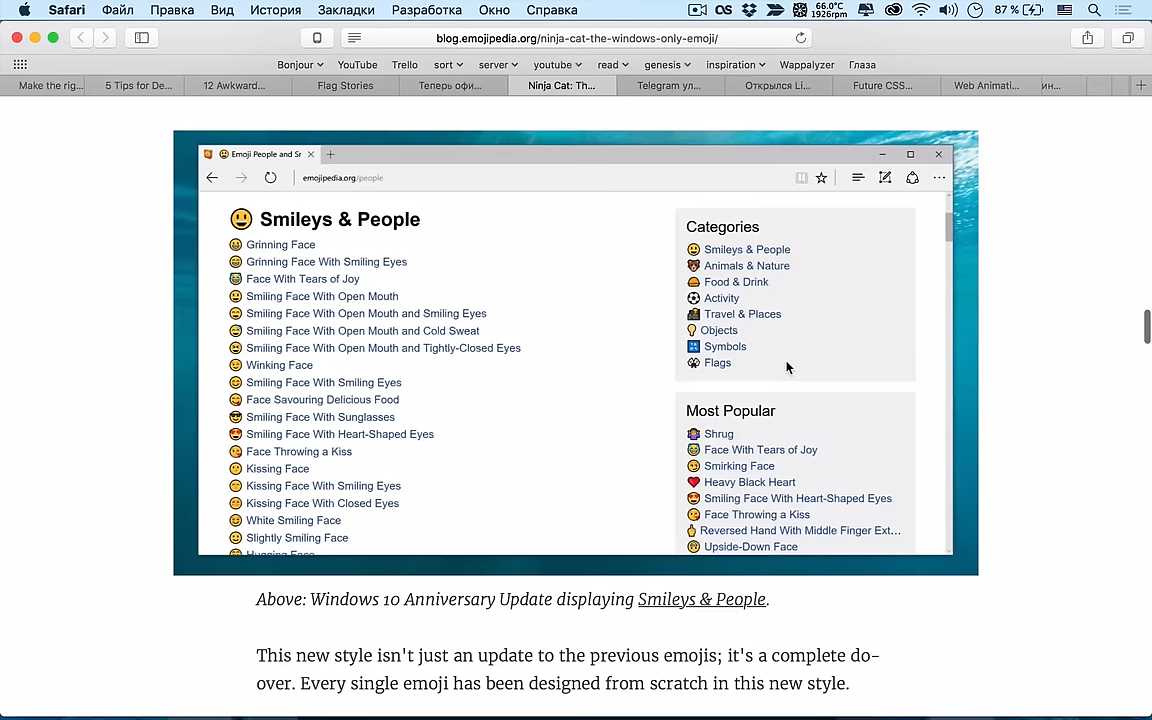 Safari Файл Правка Вид История Закладки Разработка Окно Справка
66.0°C
1926rpm
87 %
blog.emojipedia.org/ninja-cat-the-windows-only-emoji/
Bonjour YouTube Trello sort server youtube read genesis inspiration Wappalyzer Глаза
Make the rig... 5 Tips for De... 12 Awkward... Flag Stories Теперь офи... Ninja Cat: Th... Telegram ул... Открылся Li... Future CSS... Web Animati... ин...
Emoji People and Sr
emojipedia.org/people
Smileys & People
Grinning Face
Grinning Face With Smiling Eyes
Face With Tears of Joy
Smiling Face With Open Mouth
Smiling Face With Open Mouth and Smiling Eyes
Smiling Face With Open Mouth and Cold Sweat
Smiling Face With Open Mouth and Tightly-Closed Eyes
Winking Face
Smiling Face With Smiling Eyes
Face Savouring Delicious Food
Smiling Face With Sunglasses
Smiling Face With Heart-Shaped Eyes
Face Throwing a Kiss
Kissing Face
Kissing Face With Smiling Eyes
Kissing Face With Closed Eyes
White Smiling Face
Slightly Smiling Face
Hugging Face
Categories
Smileys & People
Animals & Nature
Food & Drink
Activity
Travel & Places
Objects
Symbols
Flags
Most Popular
Shrug
Face With Tears of Joy
Smirking Face
Heavy Black Heart
Smiling Face With Heart-Shaped Eyes
Face Throwing a Kiss
Reversed Hand With Middle Finger Ext...
Upside-Down Face
Above: Windows 10 Anniversary Update displaying Smileys & People.
This new style isn't just an update to the previous emojis; it's a complete do-
over. Every single emoji has been designed from scratch in this new style.